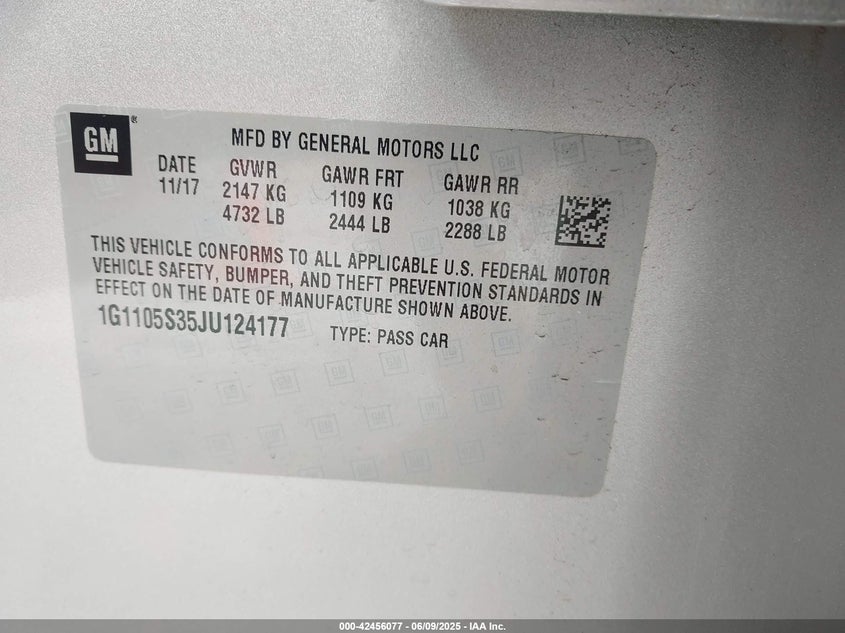 GM
MFD BY GENERAL MOTORS LLC
DATE GVWR GAWR FRT GAWR RR
11/17 2147 KG 1109 KG 1038 KG
4732 LB 2444 LB 2288 LB
THIS VEHICLE CONFORMS TO ALL APPLICABLE U.S. FEDERAL MOTOR
VEHICLE SAFETY, BUMPER, AND THEFT PREVENTION STANDARDS IN
EFFECT ON THE DATE OF MANUFACTURE SHOWN ABOVE.
1G1105S35JU124177 TYPE: PASS CAR
000-42456077 - 06/09/2025 - IAA Inc.